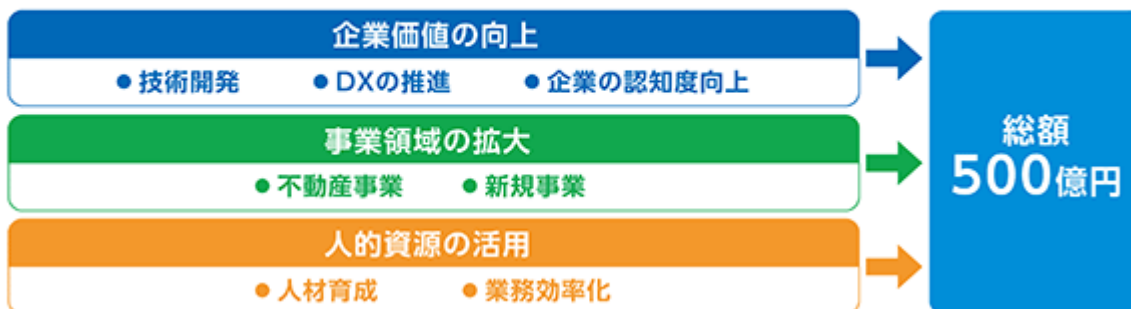 企業価値の向上
●技術開発 ●DXの推進 ●企業の認知度向上
事業領域の拡大
●不動産事業 ●新規事業
人的資源の活用
●人材育成 ●業務効率化
総額
500億円